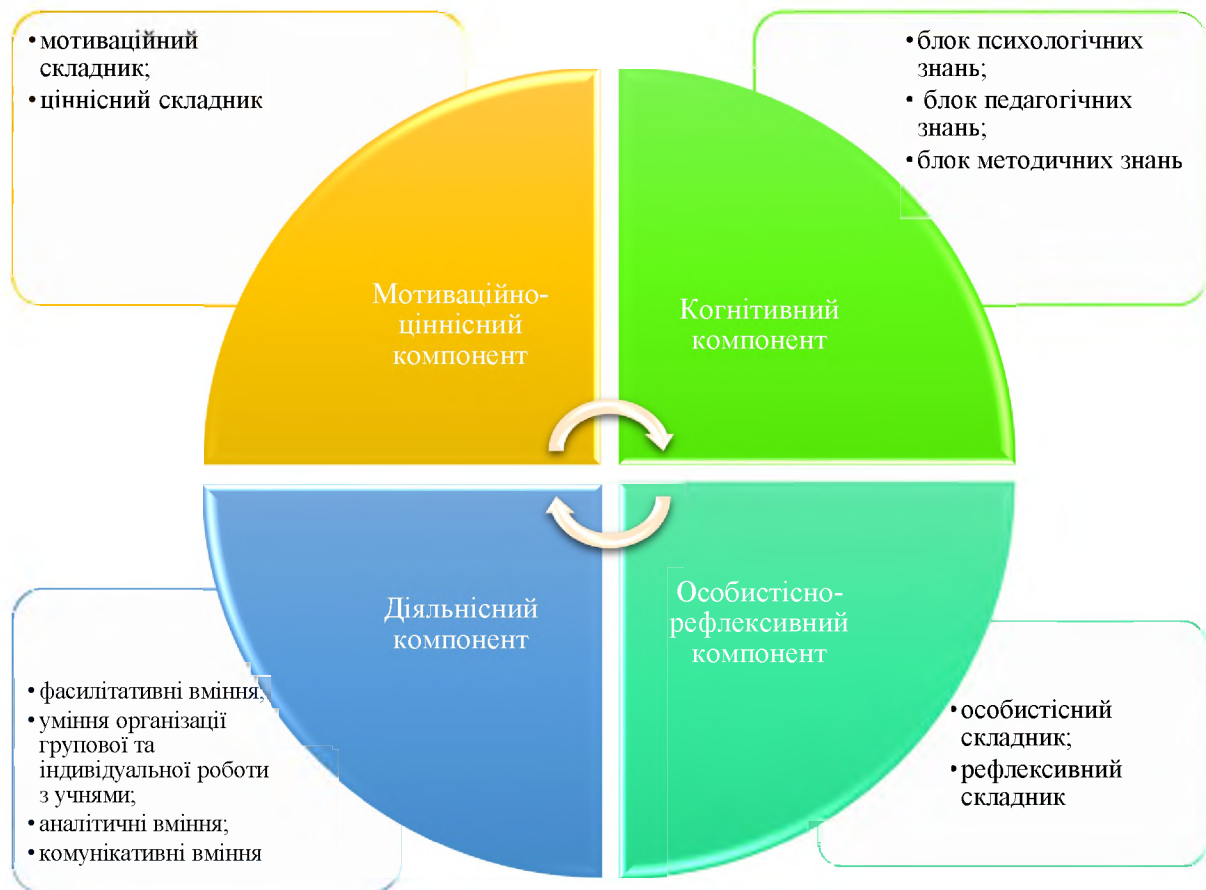 •мотиваційний
складник;
•ціннісний складник
•блок психологічних
знань;
• блок педагогічних
знань;
•блок методичних знань
Мотиваційно-
ціннісний
компонент
Когнітивний
компонент
Діяльнісний
компонент
Особистісно-
рефлексивний
компонент
•фасилітативні вміння;
•уміння організації
групової та
індивідуальної роботи
з учнями;
•аналітичні вміння;
•комунікативні вміння
•особистісний
складник;
•рефлексивний
складник